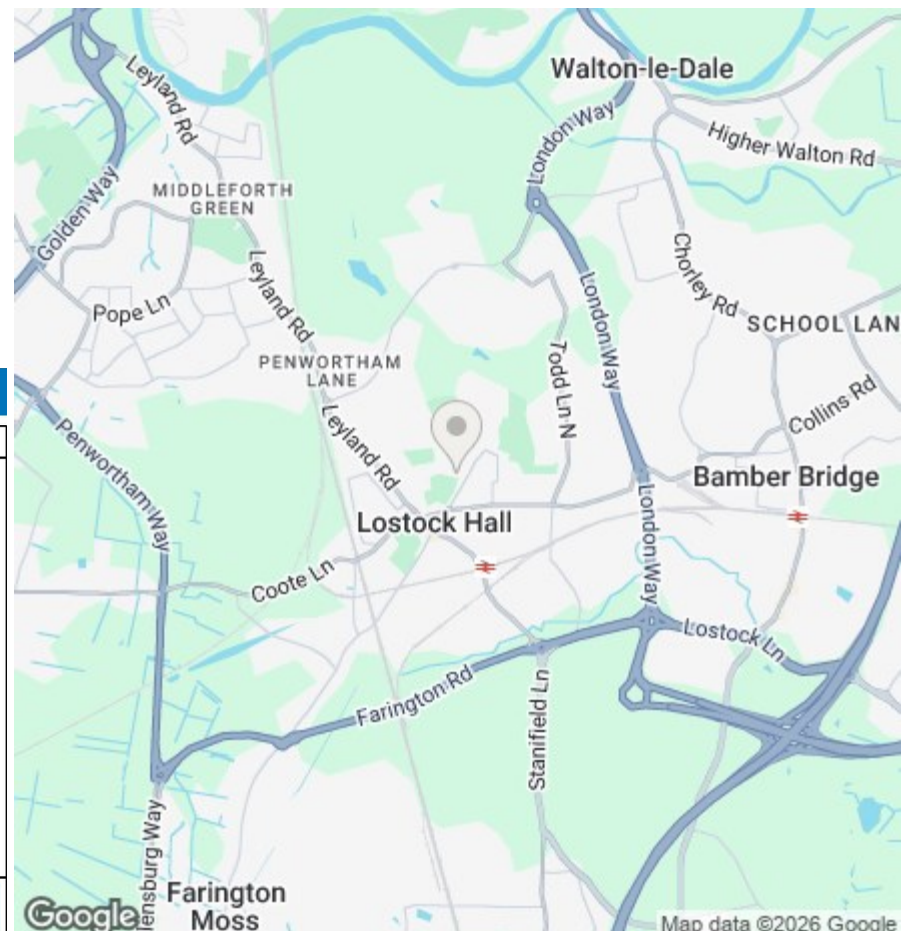 Walton-le-Dale
Leyland Rd
London Way
Higher Walton Rd
MIDDLEFORTH
GREEN
Golden Way
Leyland Rd
Chorley Rd
London Way
Pope Ln
SCHOOL LAN
PENWORTHAM
LANE
Todd Ln N
Collins Rd
Leyland Rd
Penwortham Way
Bamber Bridge
Lostock Hall
London Way
Coote Ln
Lostock Ln
Farington Rd
Stanifield Ln
lensburg Way
Farington
Moss
Google
Map data ©2026 Google